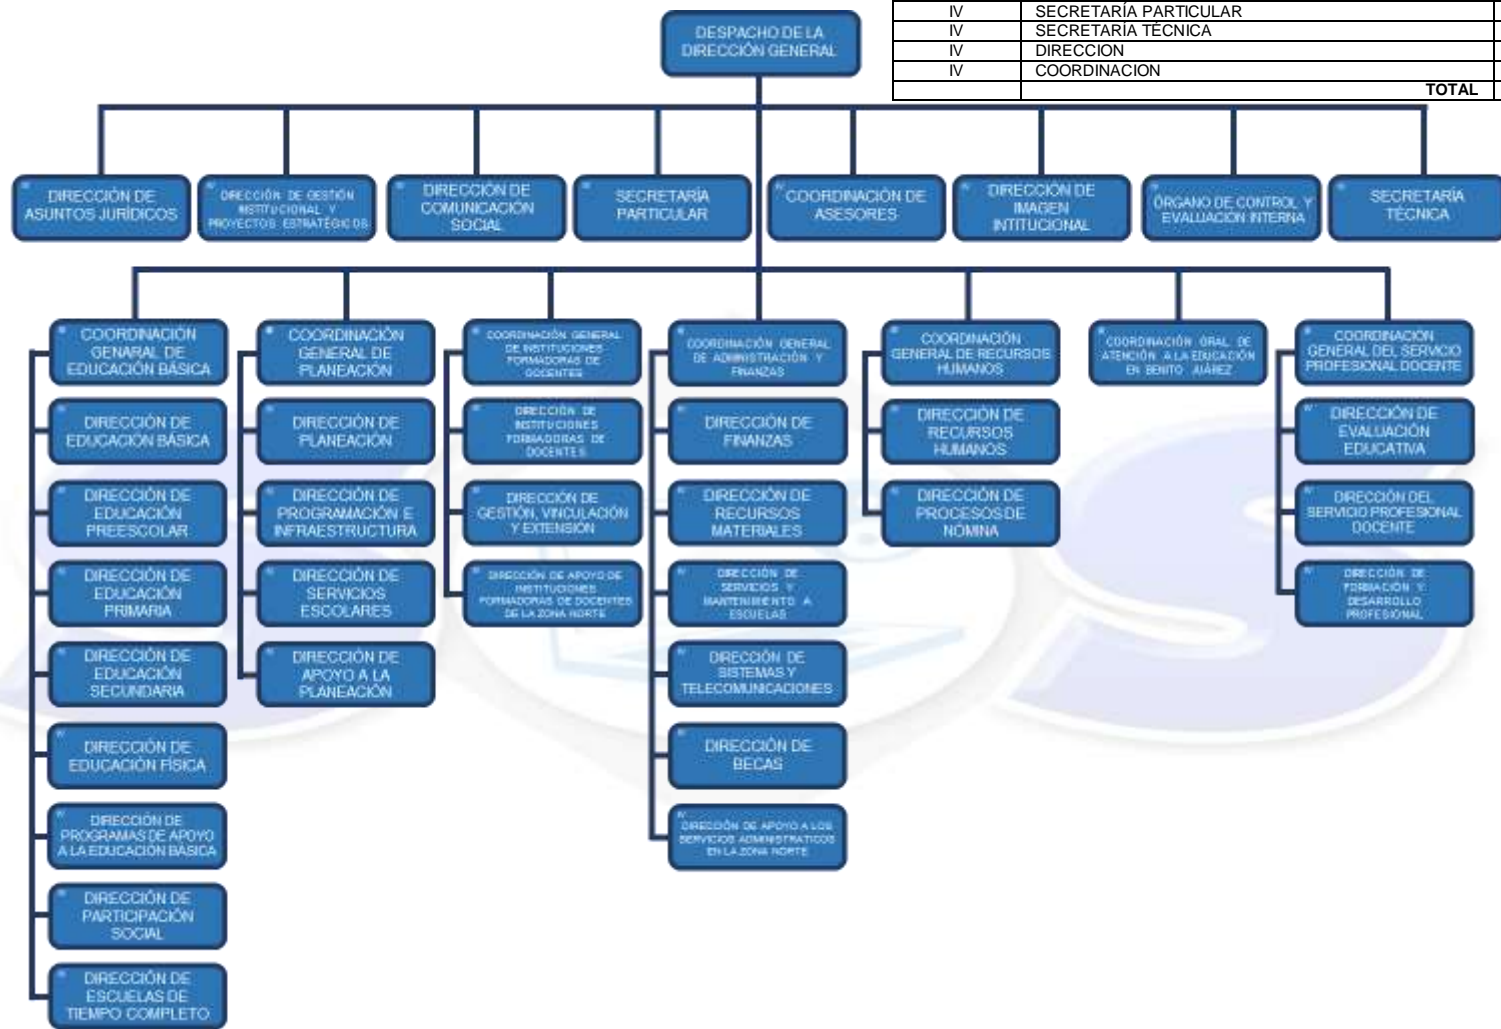 IV SECRETARÍA PARTICULAR
IV SECRETARÍA TÉCNICA
IV DIRECCION
IV COORDINACION
TOTAL
DESPACHO DE LA
DIRECCIÓN GENERAL
DIRECCIÓN DE
ASUNTOS JURÍDICOS
DIRECCIÓN DE GESTIÓN
INSTITUCIONAL Y
PROYECTOS ESTRATÉGICOS
DIRECCIÓN DE
COMUNICACIÓN
SOCIAL
SECRETARÍA
PARTICULAR
COORDINACIÓN DE
ASESORES
DIRECCIÓN DE
IMAGEN
INTITUCIONAL
ÓRGANO DE CONTROL Y
EVALUACIÓN INTERNA
SECRETARÍA
TÉCNICA
COORDINACIÓN
GENARAL DE
EDUCACIÓN BÁSICA
DIRECCIÓN DE
EDUCACIÓN BÁSICA
DIRECCIÓN DE
EDUCACIÓN
PREESCOLAR
DIRECCIÓN DE
EDUCACIÓN
PRIMARIA
DIRECCIÓN DE
EDUCACIÓN
SECUNDARIA
DIRECCIÓN DE
EDUCACIÓN FÍSICA
DIRECCIÓN DE
PROGRAMAS DE APOYO
A LA EDUCACIÓN BÁSICA
DIRECCIÓN DE
PARTICIPACIÓN
SOCIAL
DIRECCIÓN DE
ESCUELAS DE
TIEMPO COMPLETO
COORDINACIÓN
GENERAL DE
PLANEACIÓN
DIRECCIÓN DE
PLANEACIÓN
DIRECCIÓN DE
PROGRAMACIÓN E
INFRAESTRUCTURA
DIRECCIÓN DE
SERVICIOS
ESCOLARES
DIRECCIÓN DE
APOYO A LA
PLANEACIÓN
COORDINACIÓN GENERAL
DE INSTITUCIONES
FORMADORAS DE
DOCENTES
DIRECCIÓN DE
INSTITUCIONES
FORMADORAS DE
DOCENTES
DIRECCIÓN DE
GESTIÓN, VINCULACIÓN
Y EXTENSIÓN
DIRECCIÓN DE APOYO DE
INSTITUCIONES
FORMADORAS DE DOCENTES
DE LA ZONA NORTE
COORDINACIÓN GENERAL
DE ADMINISTRACIÓN Y
FINANZAS
DIRECCIÓN DE
FINANZAS
DIRECCIÓN DE
RECURSOS
MATERIALES
DIRECCIÓN DE
SERVICIOS Y
MANTENIMIENTO A
ESCUELAS
DIRECCIÓN DE
SISTEMAS Y
TELECOMUNICACIONES
DIRECCIÓN DE
BECAS
DIRECCIÓN DE APOYO A LOS
SERVICIOS ADMINISTRATICOS
EN LA ZONA NORTE
COORDINACIÓN
GENERAL DE RECURSOS
HUMANOS
DIRECCIÓN DE
RECURSOS
HUMANOS
DIRECCIÓN DE
PROCESOS DE
NÓMINA
COORDINACIÓN GRAL DE
ATENCIÓN A LA EDUCACIÓN
EN BENITO JUÁREZ
COORDINACIÓN
GENERAL DEL SERVICIO
PROFESIONAL DOCENTE
DIRECCIÓN DE
EVALUACIÓN
EDUCATIVA
DIRECCIÓN DEL
SERVICIO PROFESIONAL
DOCENTE
DIRECCIÓN DE
FORMACIÓN Y
DESARROLLO
PROFESIONAL